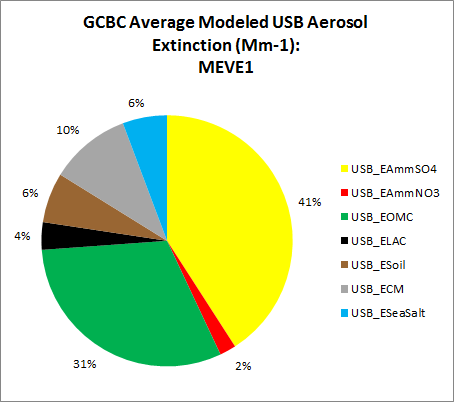 GCBC Average Modeled USB Aerosol
Extinction (Mm-1):
MEVE1
6%
10%
6%
4%
31%
2%
41%
USB_EAmmSO4
USB_EAmmNO3
USB_EOMC
USB_ELAC
USB_ESoil
USB_ECM
USB_ESeaSalt